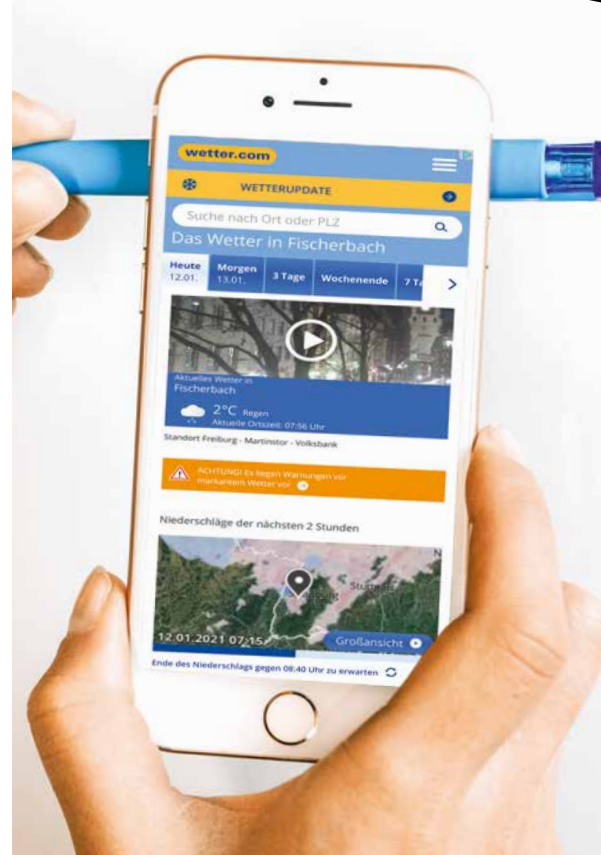 wetter.com
WETTERUPDATE
Suche nach Ort oder PLZ
Das Wetter in Fischerbach
Heute Morgen 3 Tage Wochenende
12.01. 13.01.
Aktuelles Wetter in
Fischerbach
2°C Regen
Aktuelle Ortszeit: 07:56 Uhr
Standort Freiburg - Martinstor - Volksbank
ACHTUNG! Es liegen Warnungen vor
markantem Wetter vor
Niederschläge der nächsten 2 Stunden
12.01.2021 07:15
Großansicht
Ende des Niederschlags gegen 08:40 Uhr zu erwarten